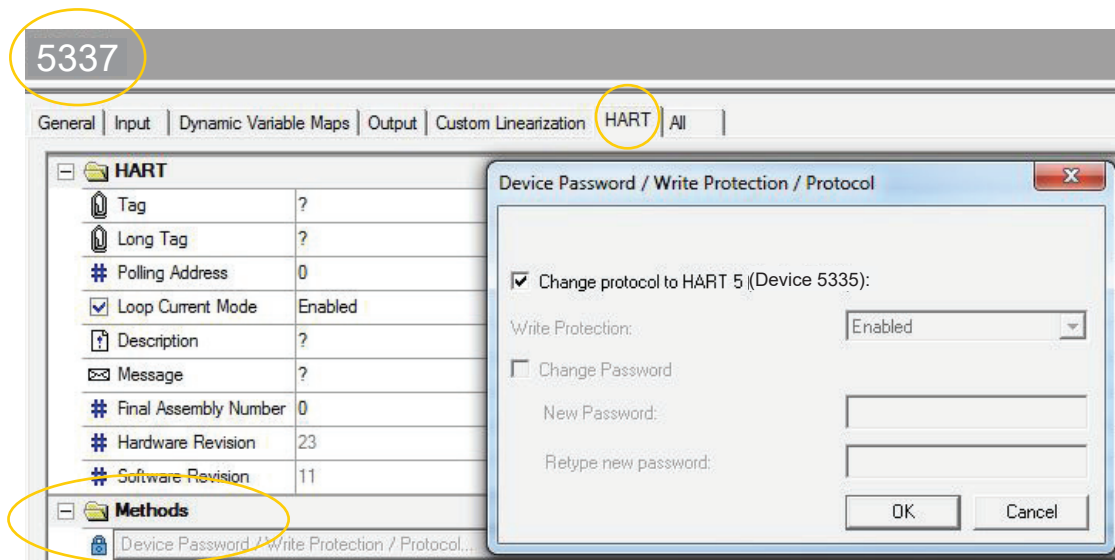 5337
General | Input | Dynamic Variable Maps | Output | Custom Linearization | HART | All |
HART
Tag ?
Long Tag ?
Polling Address 0
Loop Current Mode Enabled
Description ?
Message ?
Final Assembly Number 0
Hardware Revision 23
Software Revision 11
Methods
Device Password / Write Protection / Protocol...
Device Password / Write Protection / Protocol
Change protocol to HART 5 (Device 5335):
Write Protection: Enabled
Change Password
New Password:
Retype new password:
OK Cancel